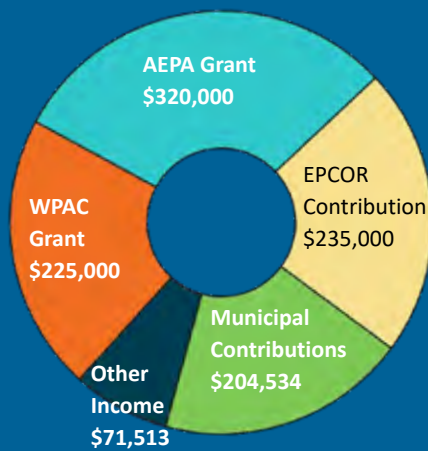 AEPA Grant
$320,000
EPCOR
Contribution
$235,000
WPAC
Grant
$225,000
Municipal
Contributions
$204,534
Other
Income
$71,513